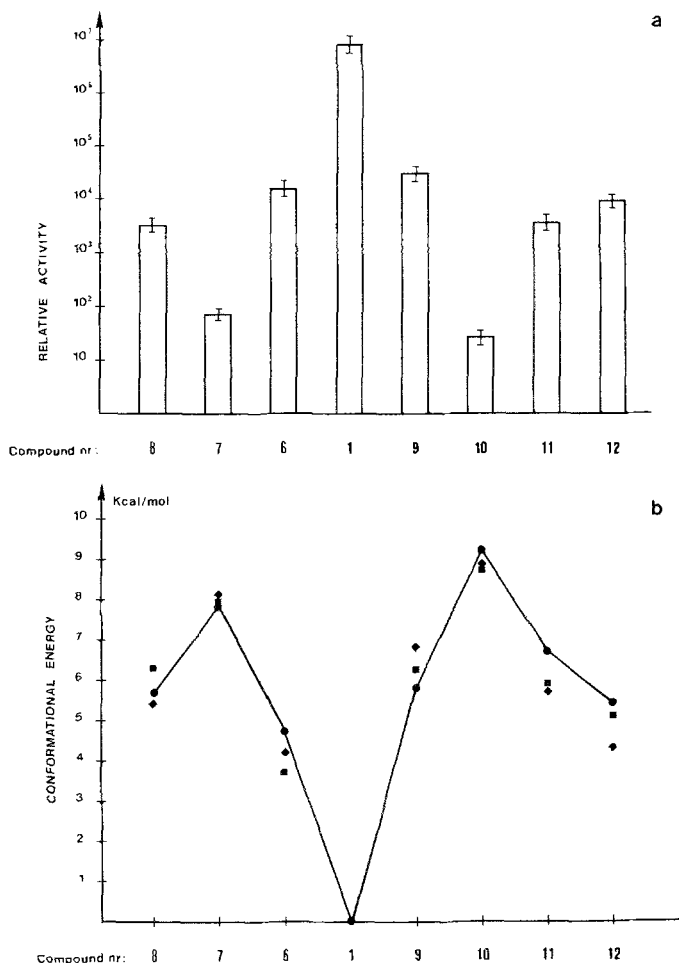 a
10⁷
10⁶
10⁵
10⁴
10³
10²
10
RELATIVE ACTIVITY
Compound nr: 8 7 6 1 9 10 11 12
b
Kcal/mol
10
9
8
7
6
5
4
3
2
1
CONFORMATIONAL ENERGY
Compound nr: 8 7 6 1 9 10 11 12